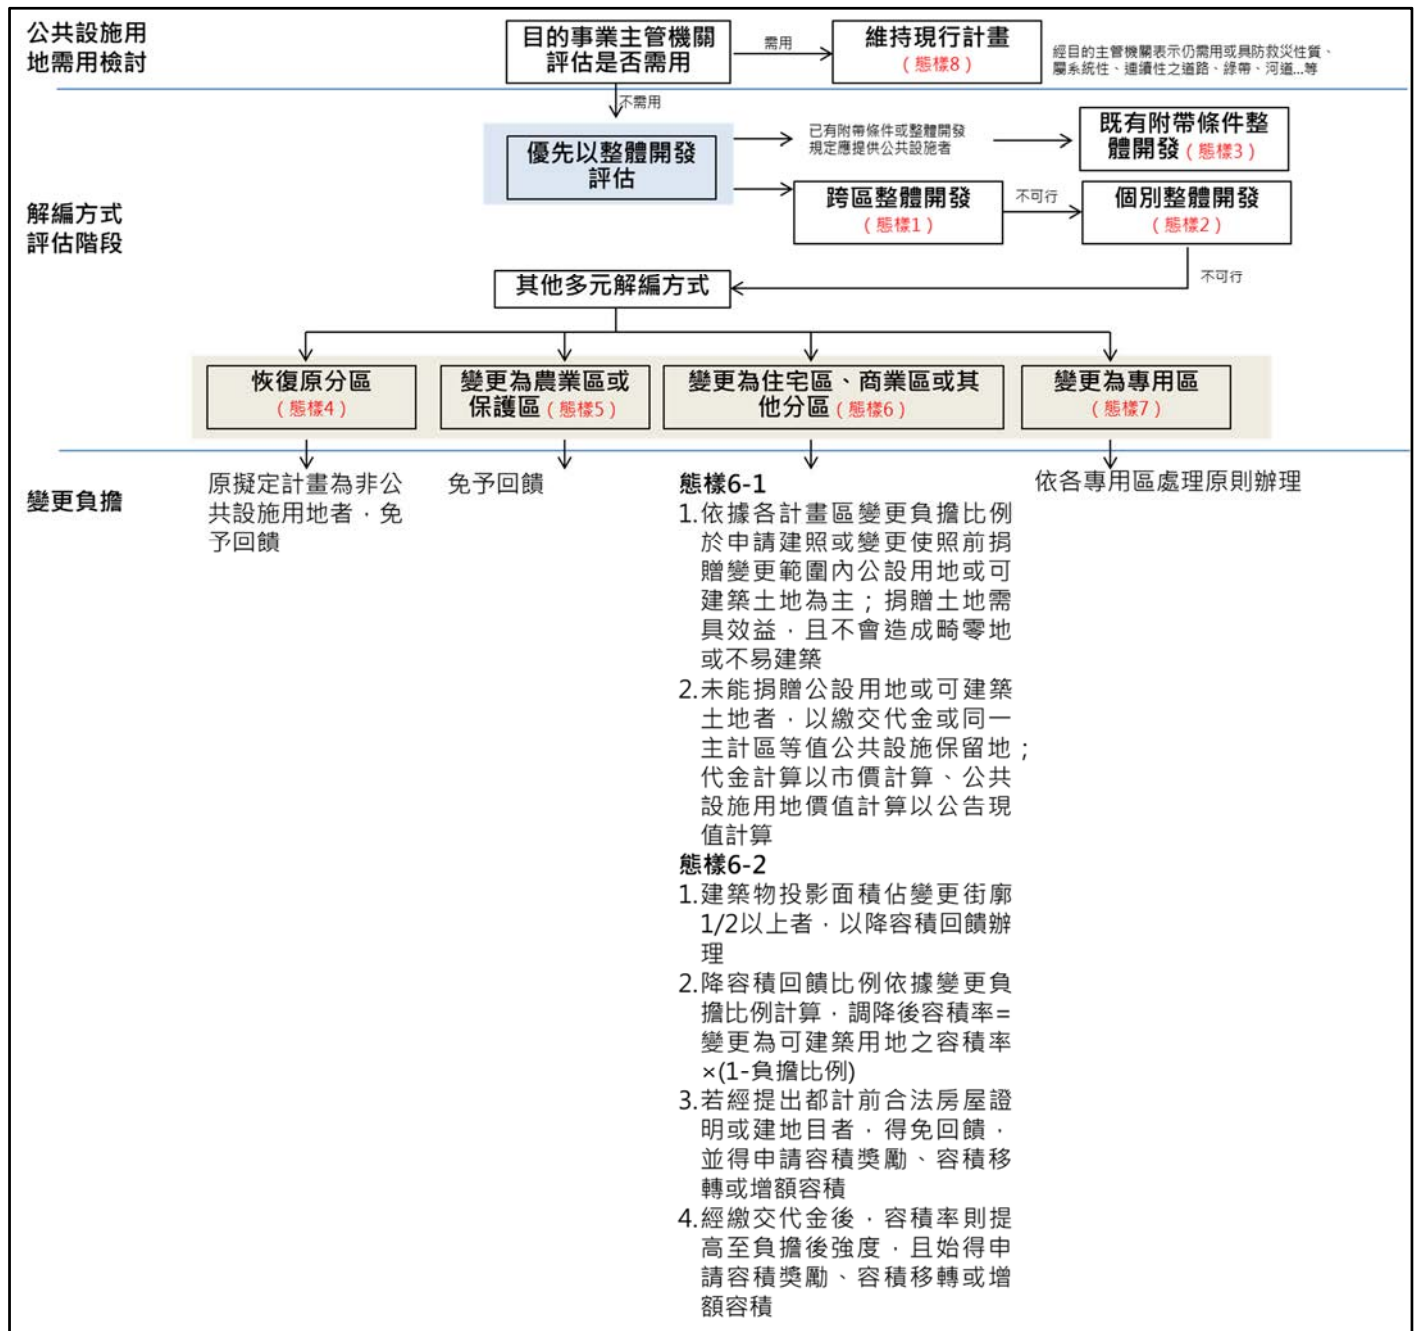 公共設施用
地需用檢討
目的事業主管機關
評估是否需用
需用
維持現行計畫
（態樣8）
經目的主管機關表示仍需用或具防救災性質、
屬系統性、連續性之道路、綠帶、河道...等
不需用
解編方式
評估階段
優先以整體開發
評估
已有附帶條件或整體開發
規定應提供公共設施者
既有附帶條件整
體開發（態樣3）
跨區整體開發
（態樣1）
不可行
個別整體開發
（態樣2）
不可行
其他多元解編方式
恢復原分區
（態樣4）
變更為農業區或
保護區（態樣5）
變更為住宅區、商業區或其
他分區（態樣6）
變更為專用區
（態樣7）
變更負擔
原擬定計畫為非公
共設施用地者，免
予回饋
免予回饋
態樣6-1
1.依據各計畫區變更負擔比例
於申請建照或變更使照前捐
贈變更範圍內公設用地或可
建築土地為主；捐贈土地需
具效益，且不會造成畸零地
或不易建築
2.未能捐贈公設用地或可建築
土地者，以繳交代金或同一
主計區等值公共設施保留地；
代金計算以市價計算、公共
設施用地價值計算以公告現
值計算
態樣6-2
1.建築物投影面積佔變更街廓
1/2以上者，以降容積回饋辦
理
2.降容積回饋比例依據變更負
擔比例計算，調降後容積率=
變更為可建築用地之容積率
×(1-負擔比例)
3.若經提出都計前合法房屋證
明或建地目者，得免回饋，
並得申請容積獎勵、容積移
轉或增額容積
4.經繳交代金後，容積率則提
高至負擔後強度，且始得申
請容積獎勵、容積移轉或增
額容積
依各專用區處理原則辦理